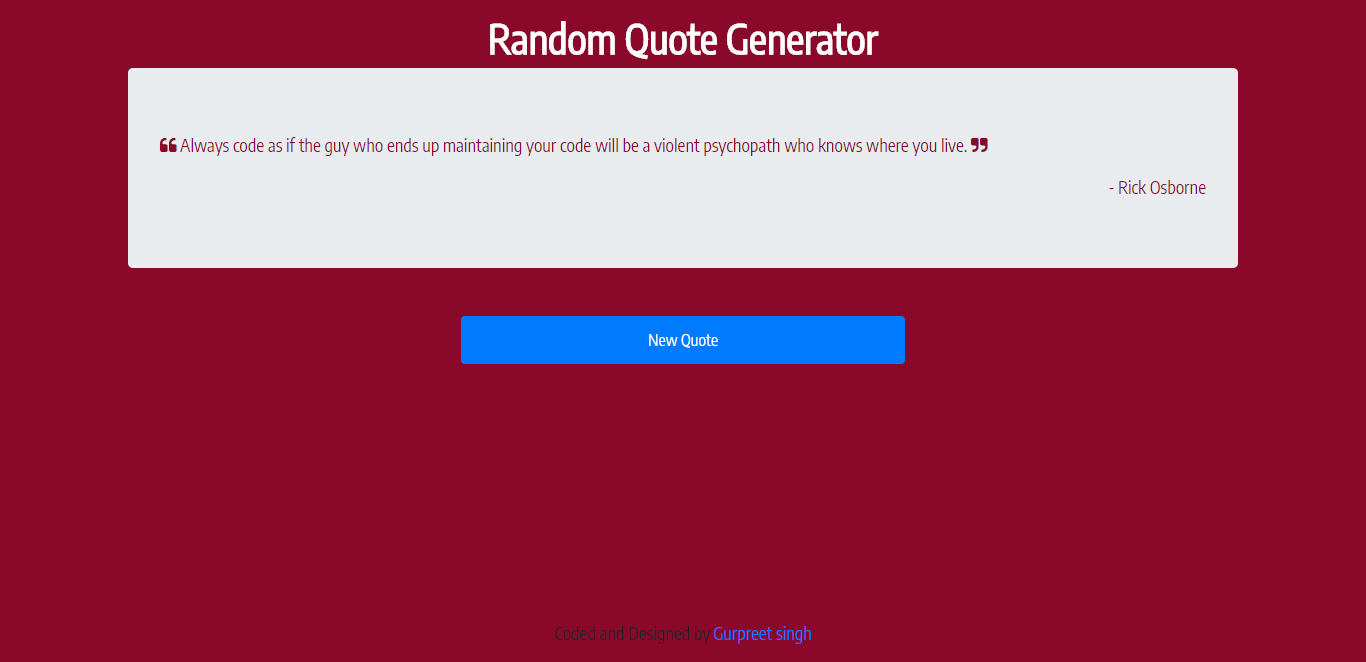 Random Quote Generator
❝ Always code as if the guy who ends up maintaining your code will be a violent psychopath who knows where you live. ❞
- Rick Osborne
New Quote
Coded and Designed by Gurpreet singh